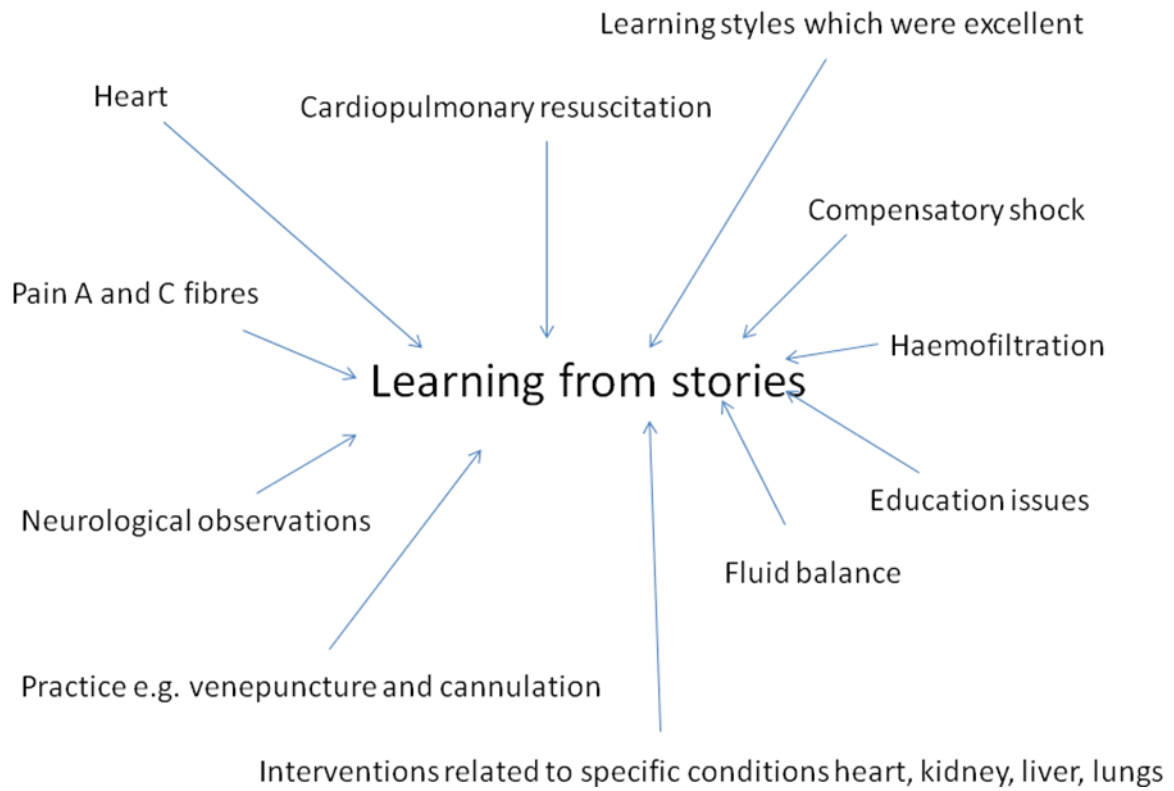 Learning styles which were excellent
Heart
Cardiopulmonary resuscitation
Compensatory shock
Pain A and C fibres
Haemofiltration
Learning from stories
Education issues
Neurological observations
Fluid balance
Practice e.g. venepuncture and cannulation
Interventions related to specific conditions heart, kidney, liver, lungs